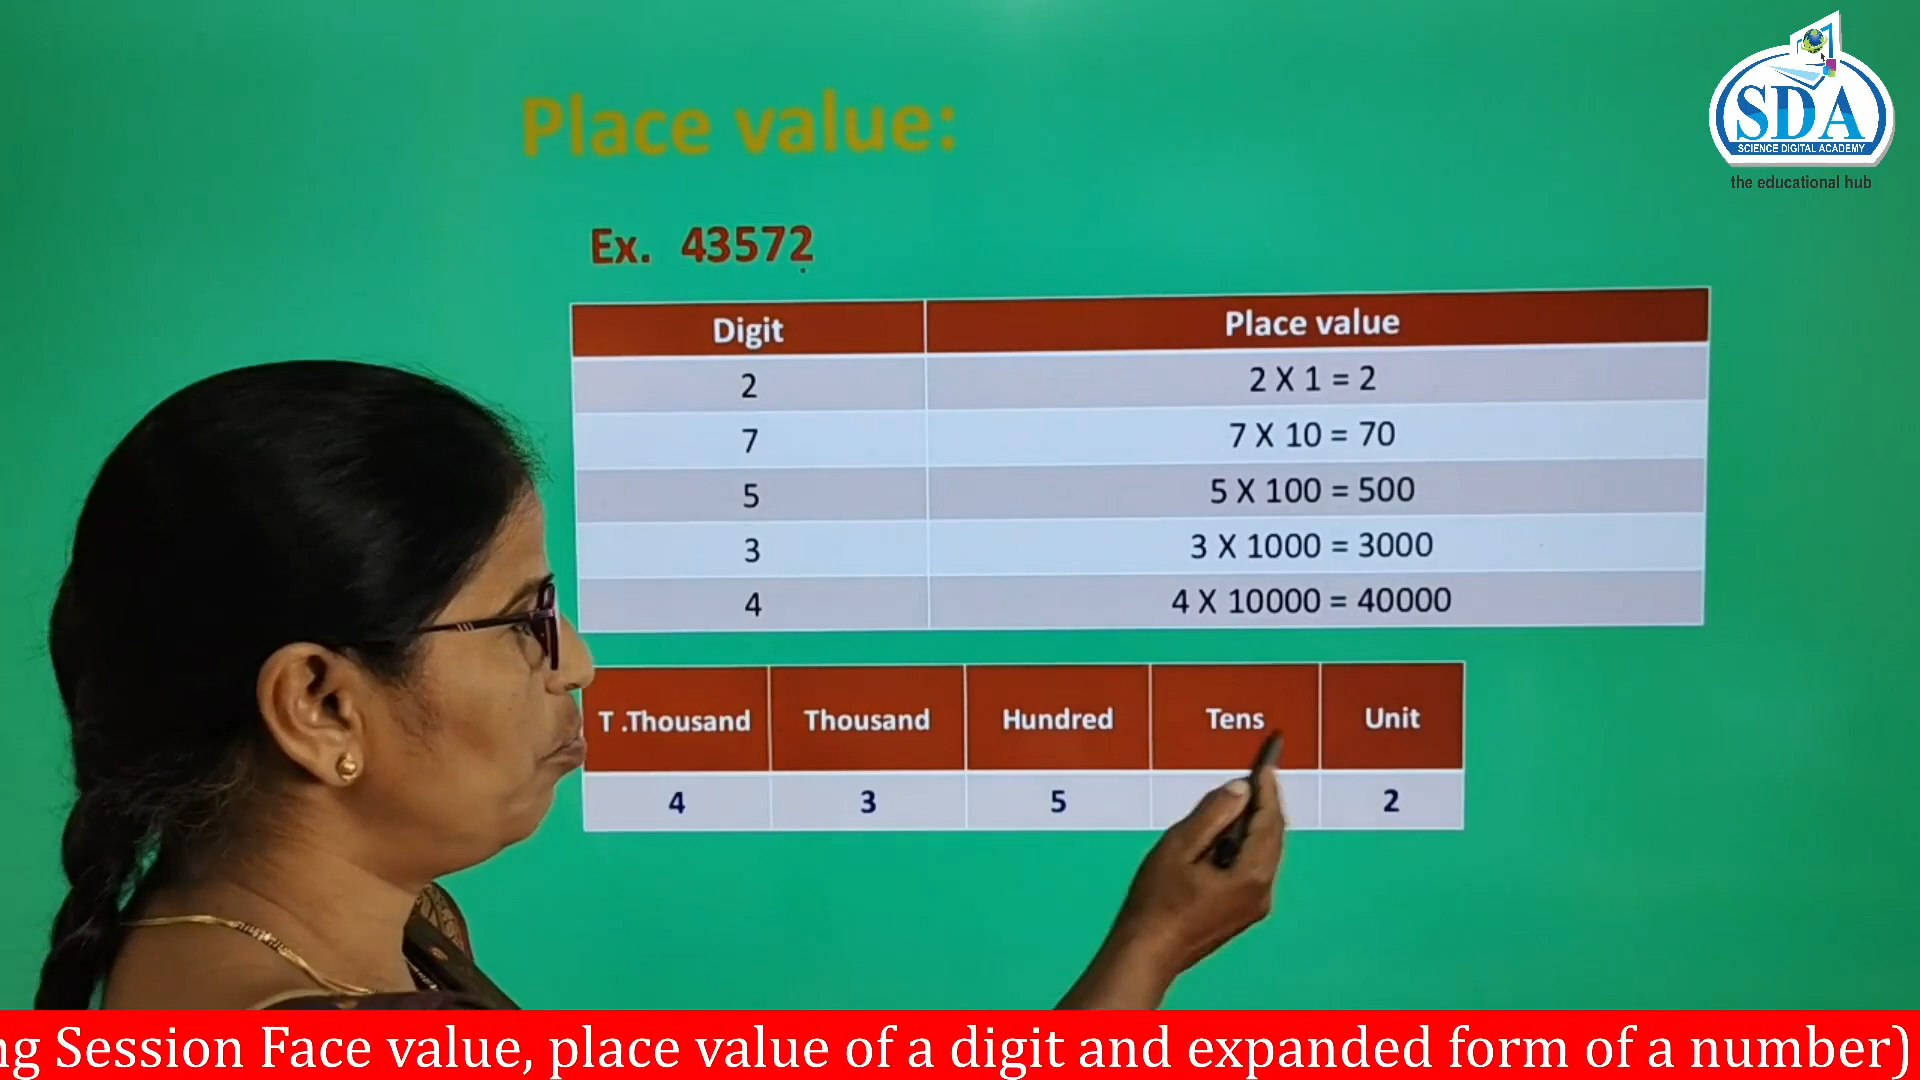 SDA
SCIENCE DIGITAL ACADEMY
the educational hub
Place value:
Ex. 43572
Digit Place value
2 2 X 1 = 2
7 7 X 10 = 70
5 5 X 100 = 500
3 3 X 1000 = 3000
4 4 X 10000 = 40000
T .Thousand Thousand Hundred Tens Unit
4 3 5 2
Session Face value, place value of a digit and expanded form of a number)